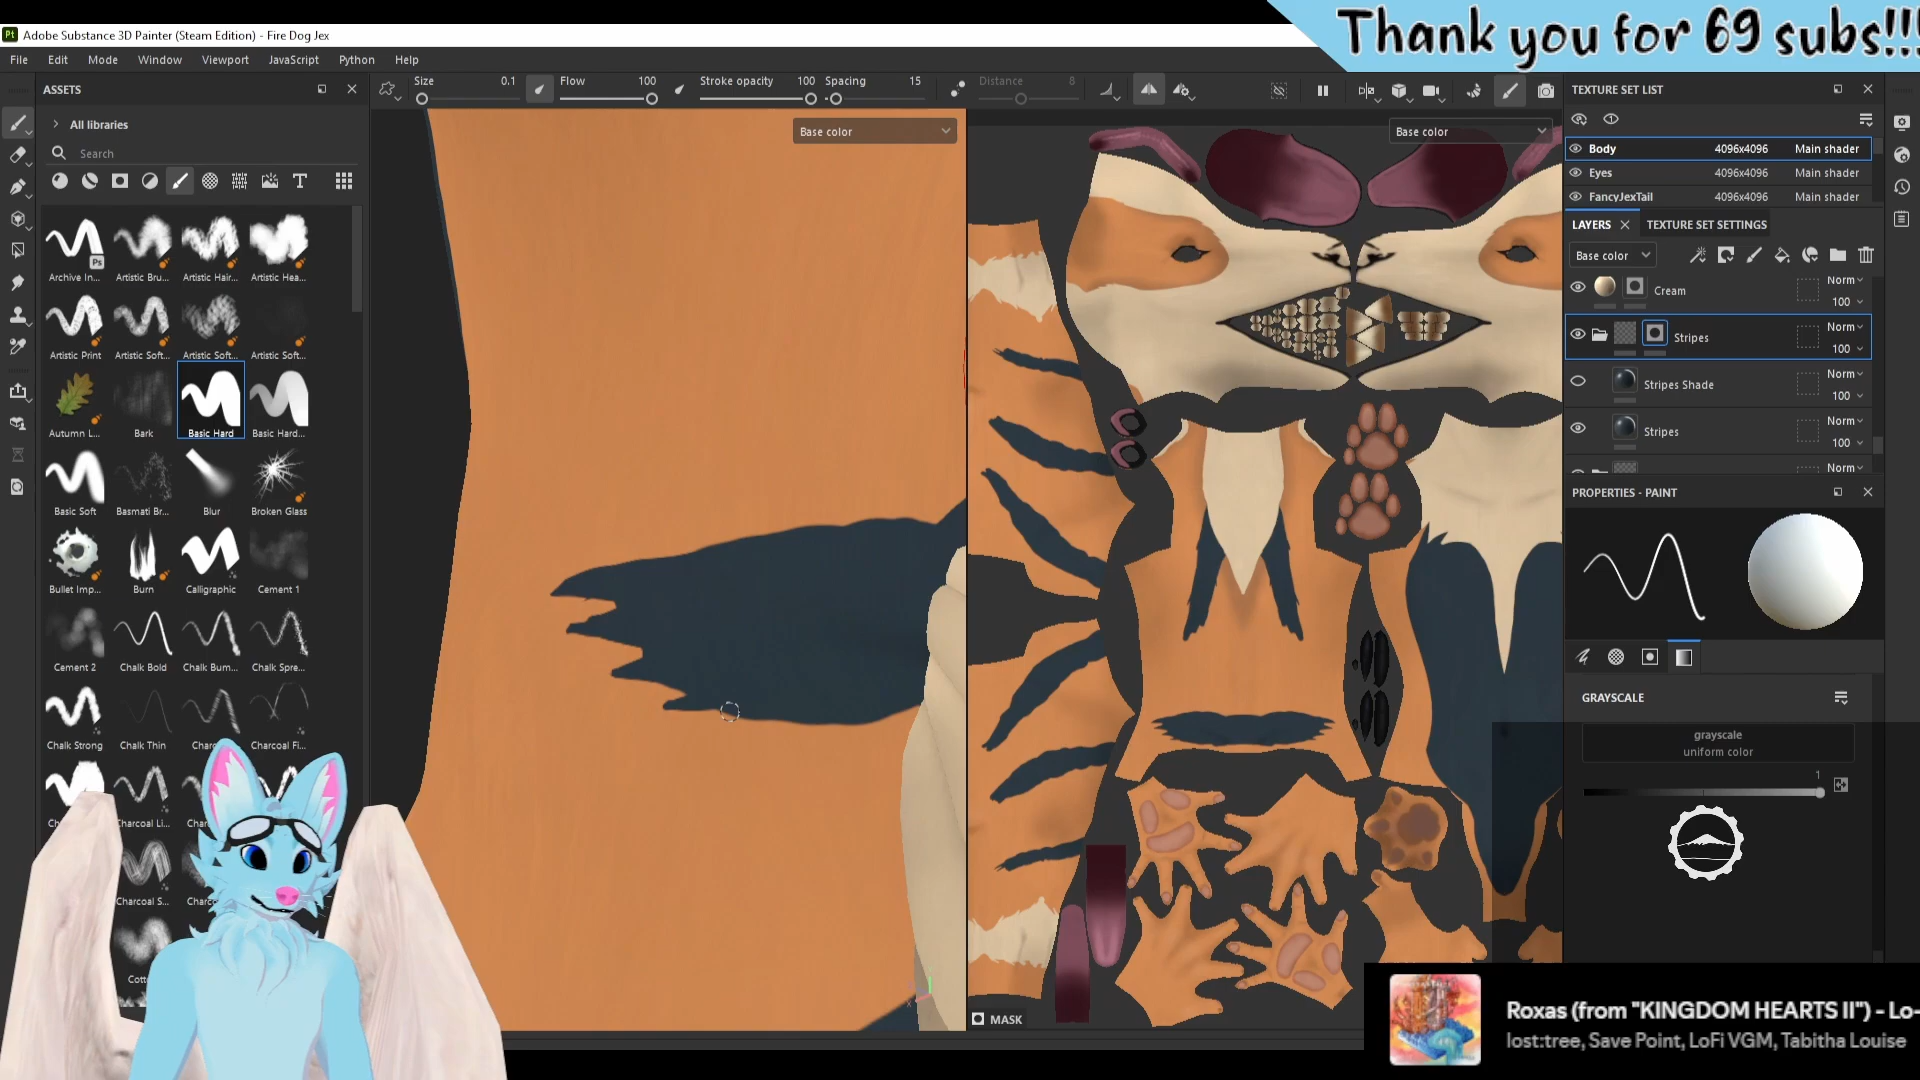 Thank you for 69 subs!!!
Adobe Substance 3D Painter (Steam Edition) - Fire Dog Jex
File Edit Mode Window Viewport JavaScript Python Help
ASSETS
Size 0.1 Flow 100 Stroke opacity 100 Spacing 15 Distance 8
All libraries
Search
Archive In...
Artistic Bru...
Artistic Hair...
Artistic Hea...
Artistic Print
Artistic Soft...
Artistic Soft...
Artistic Soft...
Autumn L...
Bark
Basic Hard
Basic Hard...
Basic Soft
Basmati Br...
Blur
Broken Glass
Bullet Imp...
Burn
Calligraphic
Cement 1
Cement 2
Chalk Bold
Chalk Bum...
Chalk Spre...
Chalk Strong
Chalk Thin
Charcoal Fi...
Charcoal Li...
Charcoal S...
Base color
Base color
MASK
TEXTURE SET LIST
Body 4096x4096 Main shader
Eyes 4096x4096 Main shader
FancyJexTail 4096x4096 Main shader
LAYERS TEXTURE SET SETTINGS
Base color
Cream Norm 100
Stripes Norm 100
Stripes Shade Norm 100
Stripes Norm 100
Norm
PROPERTIES - PAINT
GRAYSCALE
grayscale
uniform color
1
Roxas (from "KINGDOM HEARTS II") - Lo-
lost:tree, Save Point, LoFi VGM, Tabitha Louise